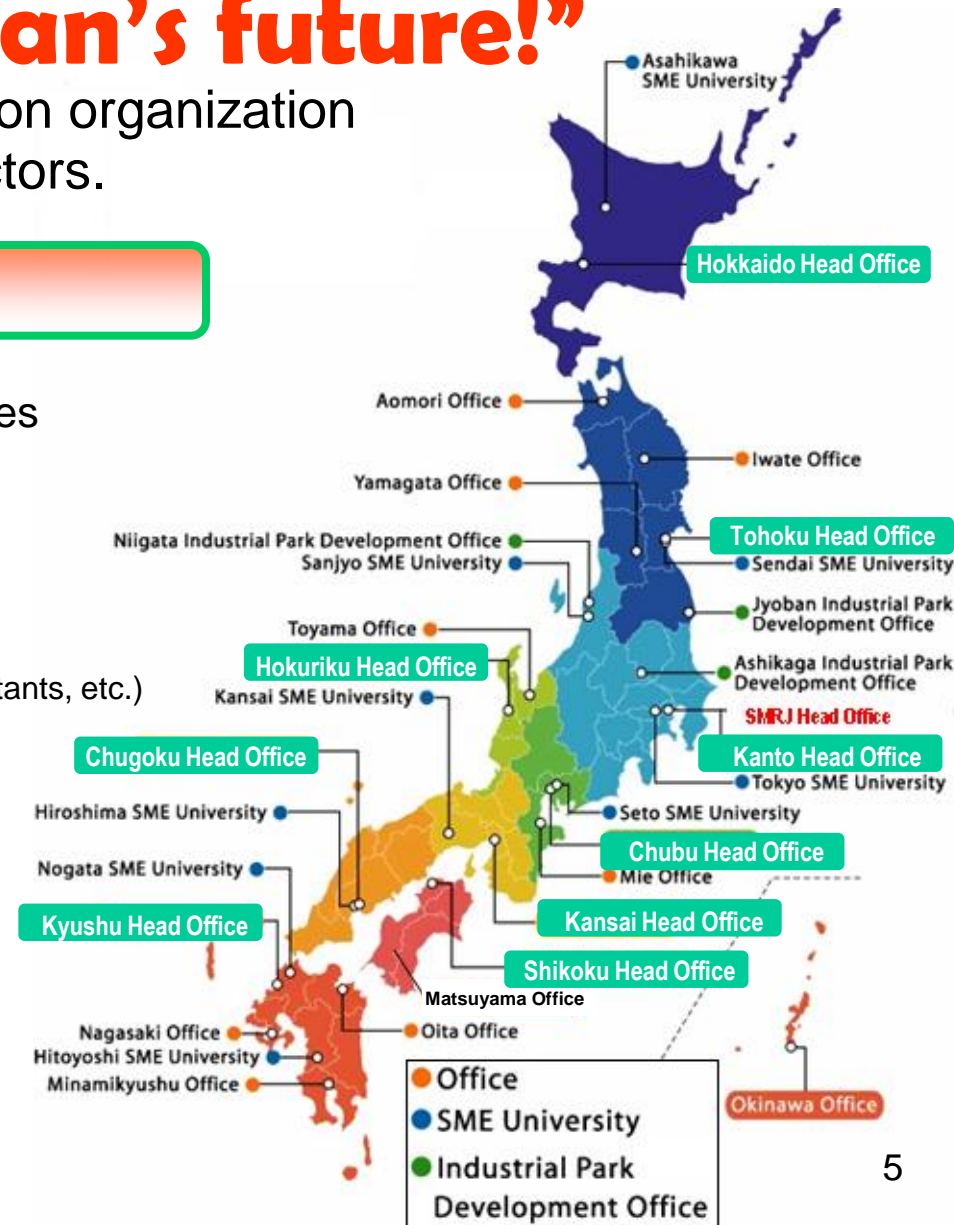 an's future!”
on organization
ctors.
Asahikawa
SME University
Hokkaido Head Office
es
Aomori Office
Iwate Office
Yamagata Office
Tohoku Head Office
Niigata Industrial Park Development Office
Sanjyo SME University
Sendai SME University
Jyoban Industrial Park
Development Office
Toyama Office
Hokuriku Head Office
Ashikaga Industrial Park
Development Office
tants, etc.)
Kansai SME University
SMRJ Head Office
Chugoku Head Office
Kanto Head Office
Tokyo SME University
Hiroshima SME University
Seto SME University
Chubu Head Office
Nogata SME University
Mie Office
Kyushu Head Office
Kansai Head Office
Shikoku Head Office
Matsuyama Office
Nagasaki Office
Oita Office
Hitoyoshi SME University
Minamikyushu Office
Office
SME University
Industrial Park
Development Office
Okinawa Office
5